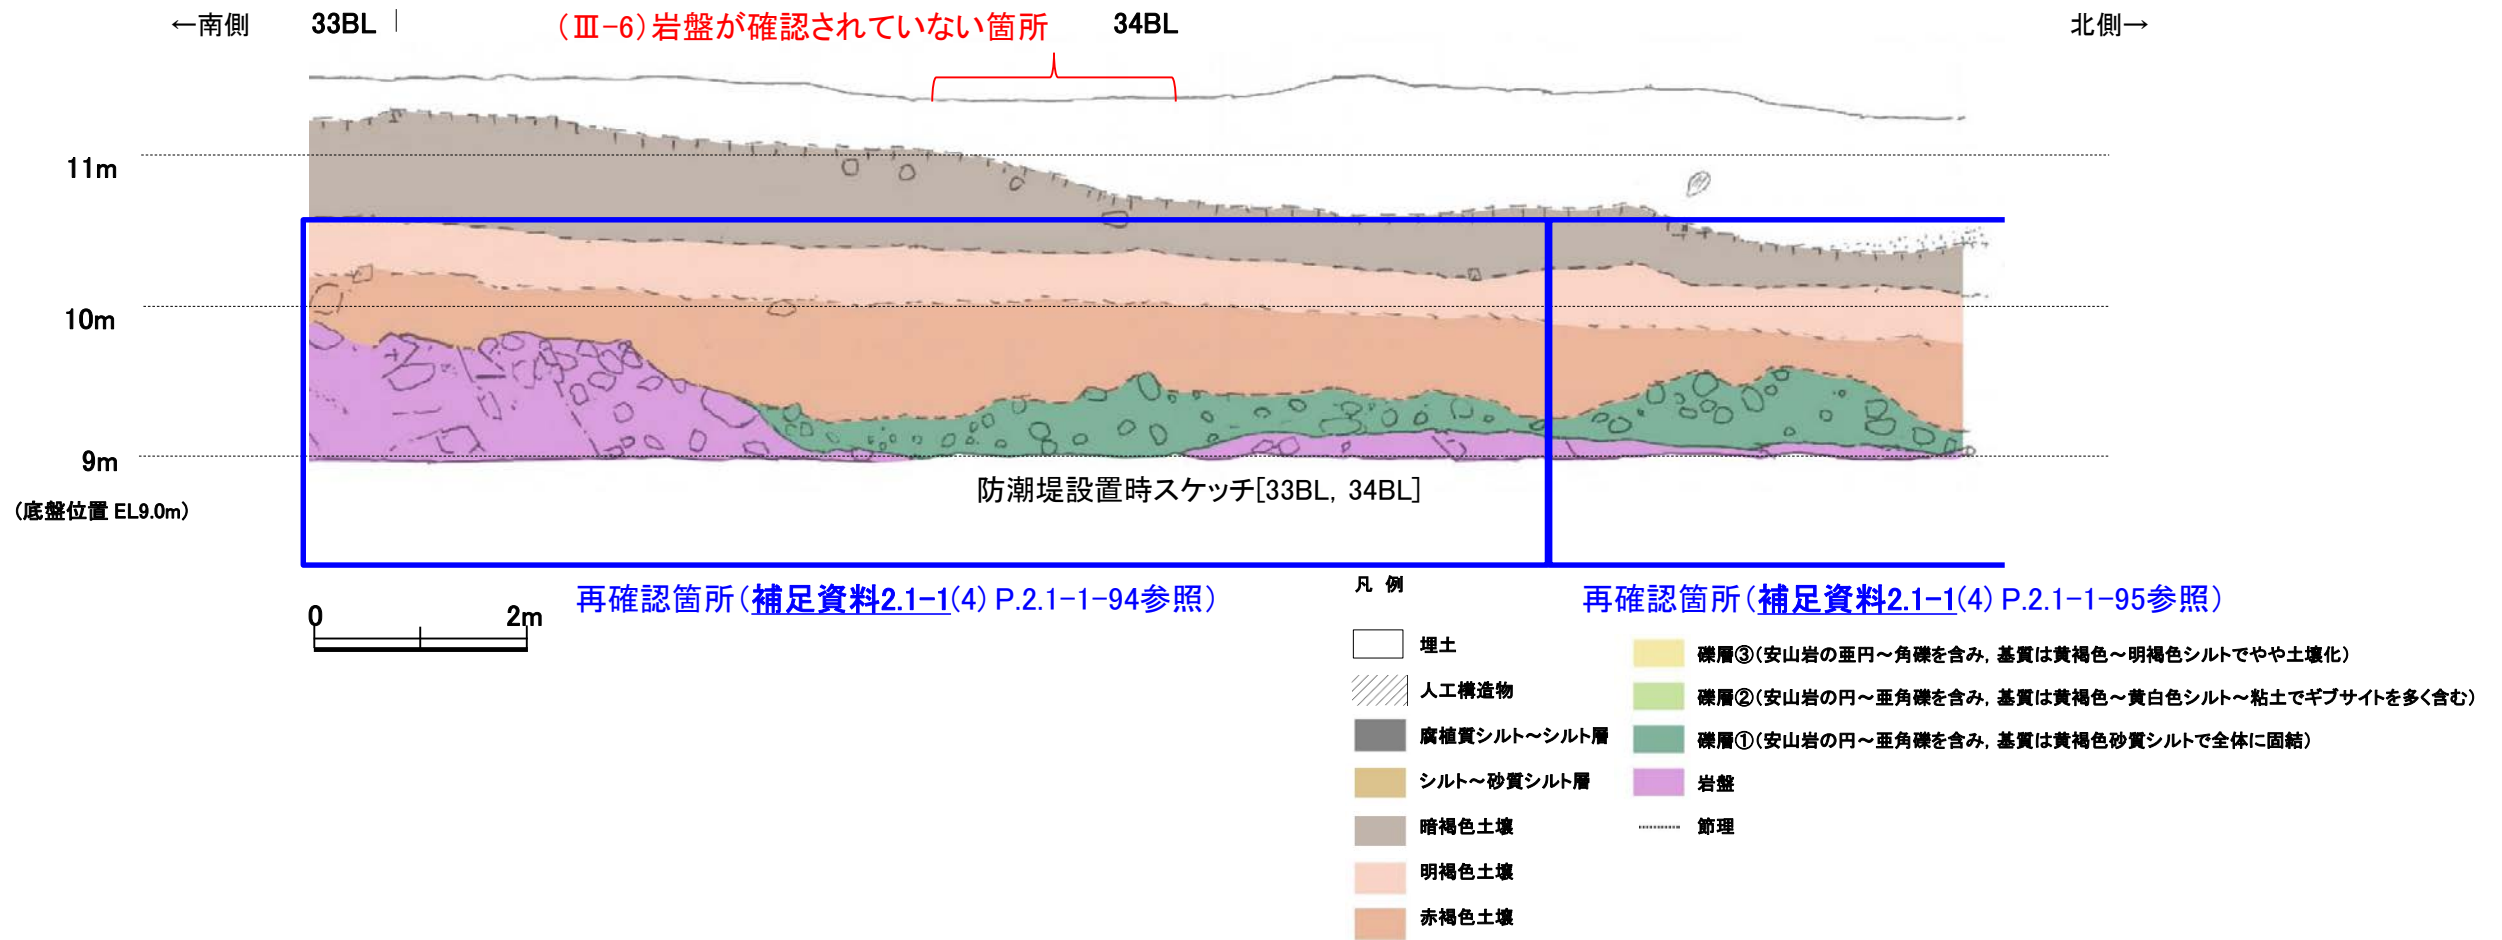 ←南側
33BL
(Ⅲ-6)岩盤が確認されていない箇所
34BL
北側→
11m
10m
9m
(底盤位置 EL9.0m)
防潮堤設置時スケッチ[33BL, 34BL]
再確認箇所(補足資料2.1-1(4) P.2.1-1-94参照)
再確認箇所(補足資料2.1-1(4) P.2.1-1-95参照)
0 2m
凡 例
埋土
人工構造物
腐植質シルト~シルト層
シルト~砂質シルト層
暗褐色土壌
明褐色土壌
赤褐色土壌
礫層③(安山岩の亜円~角礫を含み, 基質は黄褐色~明褐色シルトでやや土壌化)
礫層②(安山岩の円~亜角礫を含み, 基質は黄褐色~黄白色シルト~粘土でギブサイトを多く含む)
礫層①(安山岩の円~亜角礫を含み, 基質は黄褐色砂質シルトで全体に固結)
岩盤
節理